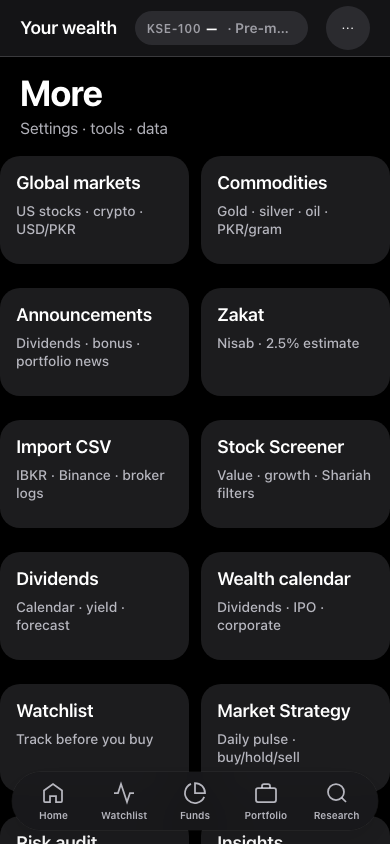 Your wealth
KSE-100 — · Pre-m...
...
More
Settings · tools · data
Global markets
US stocks · crypto ·
USD/PKR
Commodities
Gold · silver · oil ·
PKR/gram
Announcements
Dividends · bonus ·
portfolio news
Zakat
Nisab · 2.5% estimate
Import CSV
IBKR · Binance · broker
logs
Stock Screener
Value · growth · Shariah
filters
Dividends
Calendar · yield ·
forecast
Wealth calendar
Dividends · IPO ·
corporate
Watchlist
Track before you buy
Market Strategy
Daily pulse ·
buy/hold/sell
Home
Watchlist
Funds
Portfolio
Research
Risk audit
Insights